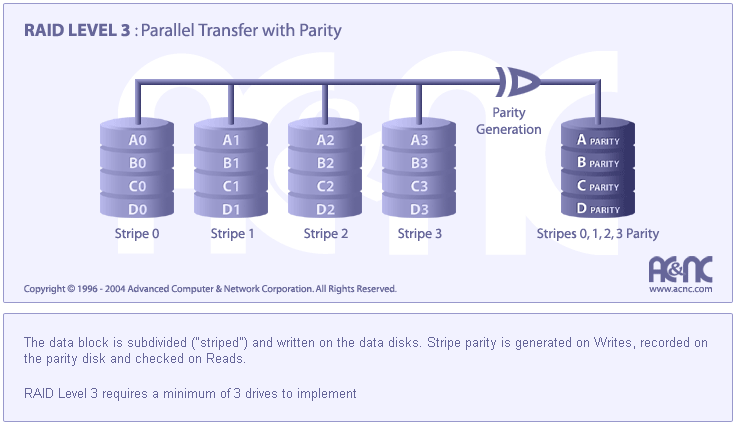 RAID LEVEL 3 : Parallel Transfer with Parity
Parity
Generation
A0 A1 A2 A3 A PARITY
B0 B1 B2 B3 B PARITY
C0 C1 C2 C3 C PARITY
D0 D1 D2 D3 D PARITY
Stripe 0 Stripe 1 Stripe 2 Stripe 3 Stripes 0, 1, 2, 3 Parity
AC&NC
www.acnc.com
Copyright © 1996 - 2004 Advanced Computer & Network Corporation. All Rights Reserved.
The data block is subdivided ("striped") and written on the data disks. Stripe parity is generated on Writes, recorded on
the parity disk and checked on Reads.
RAID Level 3 requires a minimum of 3 drives to implement